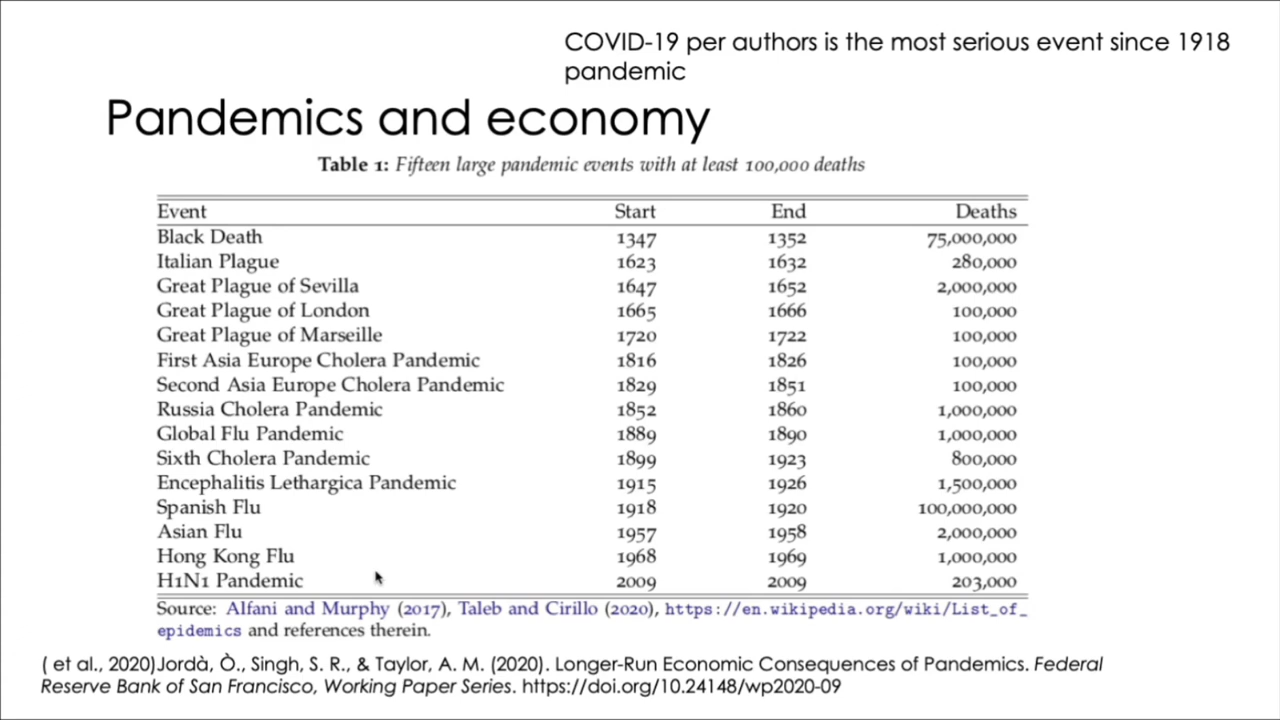 COVID-19 per authors is the most serious event since 1918
pandemic
Pandemics and economy
Table 1: Fifteen large pandemic events with at least 100,000 deaths
Event Start End Deaths
Black Death 1347 1352 75,000,000
Italian Plague 1623 1632 280,000
Great Plague of Sevilla 1647 1652 2,000,000
Great Plague of London 1665 1666 100,000
Great Plague of Marseille 1720 1722 100,000
First Asia Europe Cholera Pandemic 1816 1826 100,000
Second Asia Europe Cholera Pandemic 1829 1851 100,000
Russia Cholera Pandemic 1852 1860 1,000,000
Global Flu Pandemic 1889 1890 1,000,000
Sixth Cholera Pandemic 1899 1923 800,000
Encephalitis Lethargica Pandemic 1915 1926 1,500,000
Spanish Flu 1918 1920 100,000,000
Asian Flu 1957 1958 2,000,000
Hong Kong Flu 1968 1969 1,000,000
H1N1 Pandemic 2009 2009 203,000
Source: Alfani and Murphy (2017), Taleb and Cirillo (2020), https://en.wikipedia.org/wiki/List_of_
epidemics and references therein.
( et al., 2020)Jordà, Ò., Singh, S. R., & Taylor, A. M. (2020). Longer-Run Economic Consequences of Pandemics. Federal
Reserve Bank of San Francisco, Working Paper Series. https://doi.org/10.24148/wp2020-09